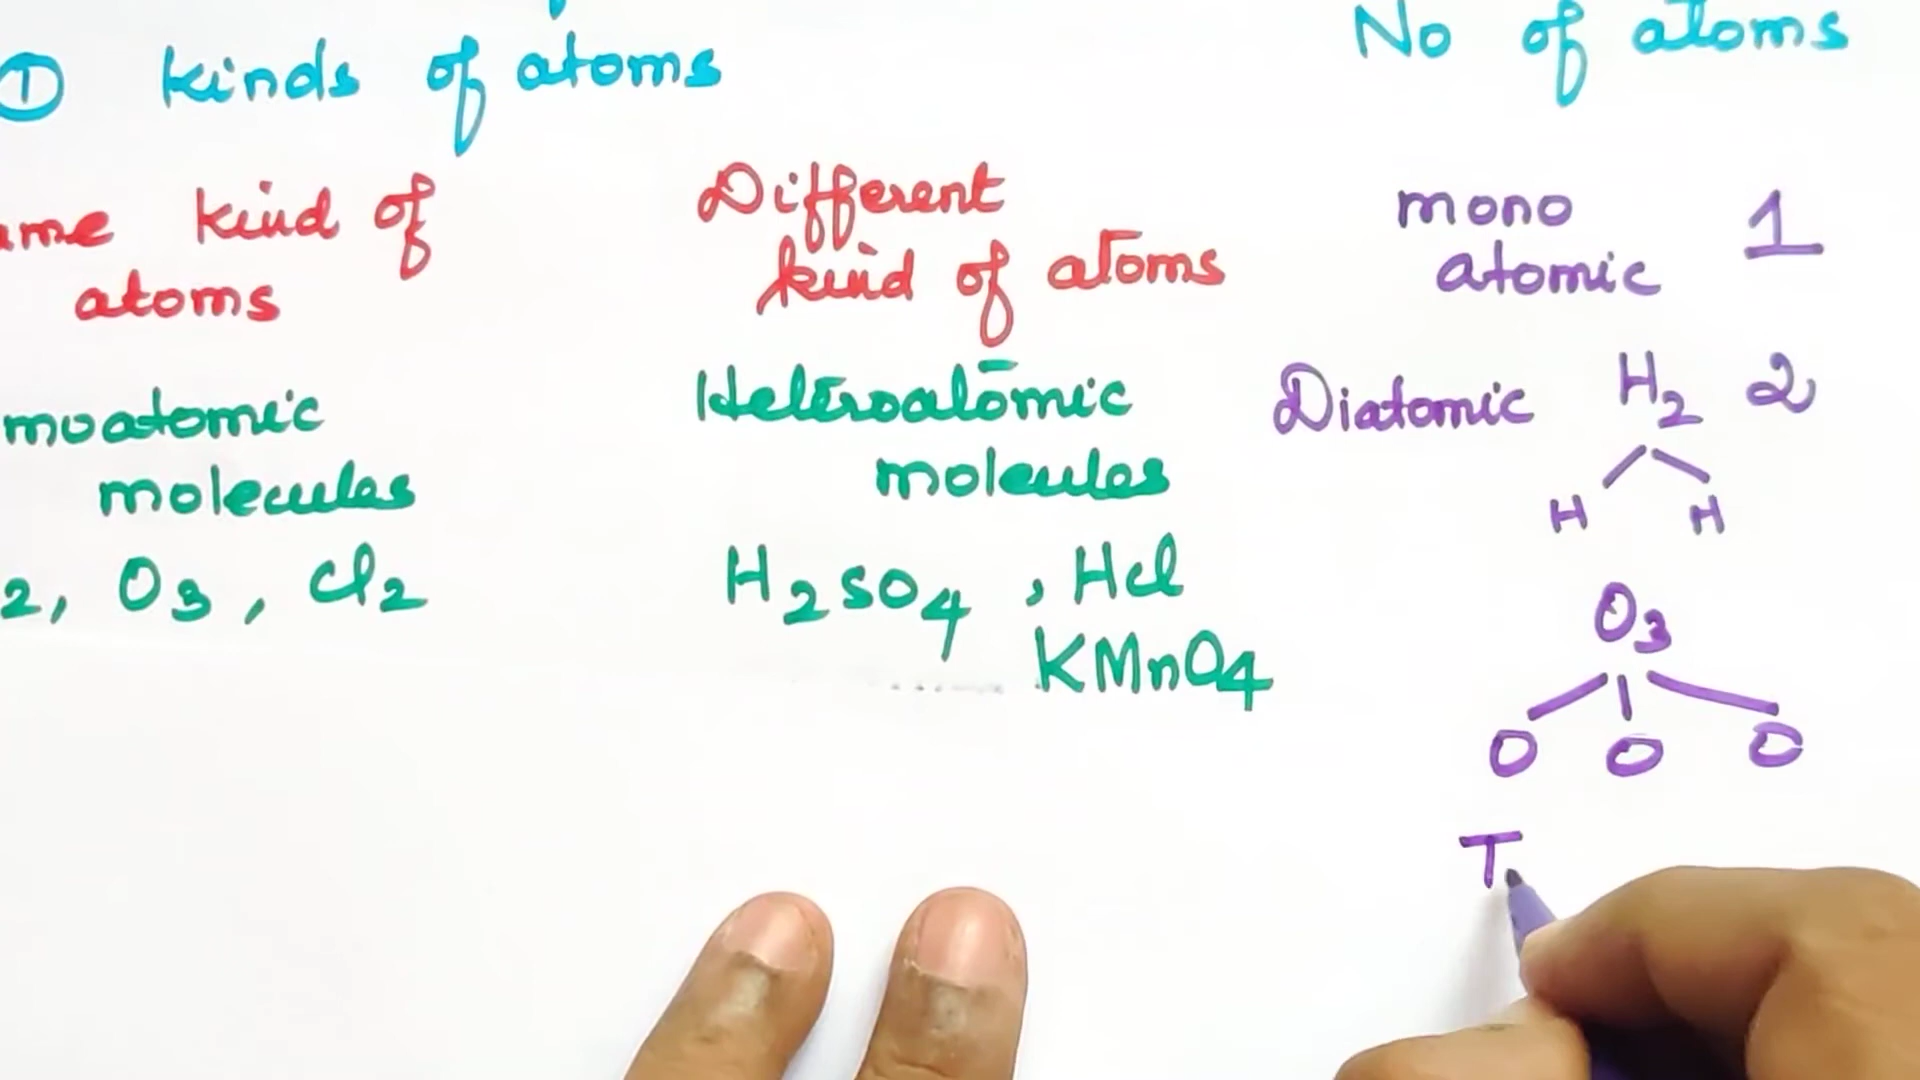 ① kinds of atoms
ame kind of
atoms
moatomic
molecules
2, O3, Cl2
Different
kind of atoms
Heteroatomic
molecules
H2SO4, Hcl
KMnO4
No of atoms
mono 1
atomic
Diatomic H2 2
H H
O3
O O O
T